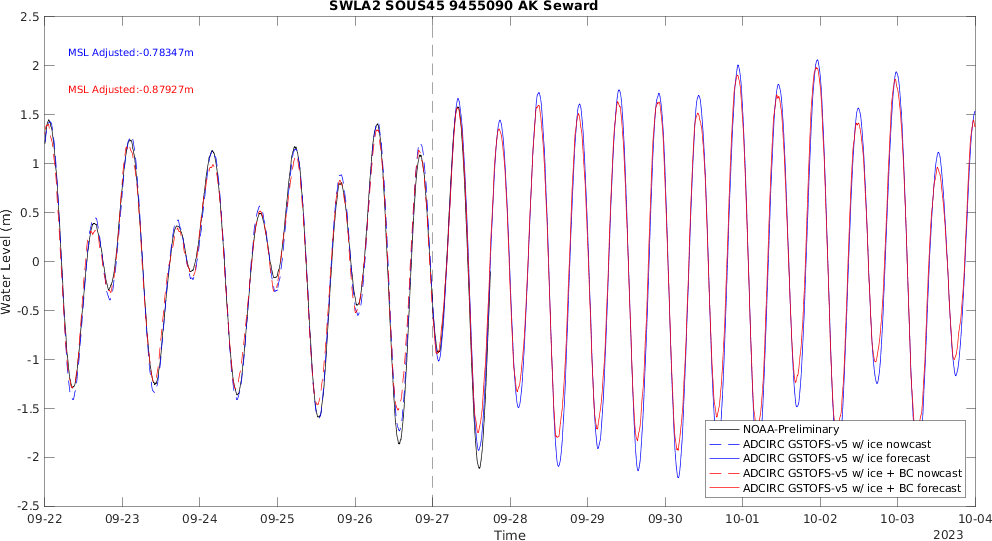 SWLA2 SOUS45 9455090 AK Seward
MSL Adjusted:-0.78347m
MSL Adjusted:-0.87927m
Water Level (m)
2.5
2
1.5
1
0.5
0
-0.5
-1
-1.5
-2
-2.5
NOAA-Preliminary
ADCIRC GSTOFS-v5 w/ ice nowcast
ADCIRC GSTOFS-v5 w/ ice forecast
ADCIRC GSTOFS-v5 w/ ice + BC nowcast
ADCIRC GSTOFS-v5 w/ ice + BC forecast
09-22 09-23 09-24 09-25 09-26 09-27 09-28 09-29 09-30 10-01 10-02 10-03 10-04
Time
2023